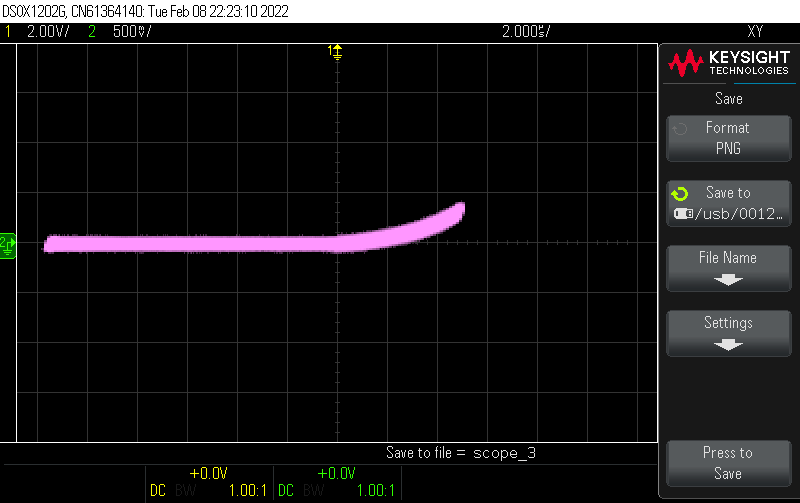 DSOX1202G, CN61364140: Tue Feb 08 22:23:10 2022
1 2.00V/ 2 500mV/ 2.000s/ XY
1
KEYSIGHT
TECHNOLOGIES
Save
Format
PNG
Save to
/usb/0012...
2
File Name
Settings
Save to file = scope_3
Press to
Save
+0.0V +0.0V
DC BW 1.00:1 DC BW 1.00:1